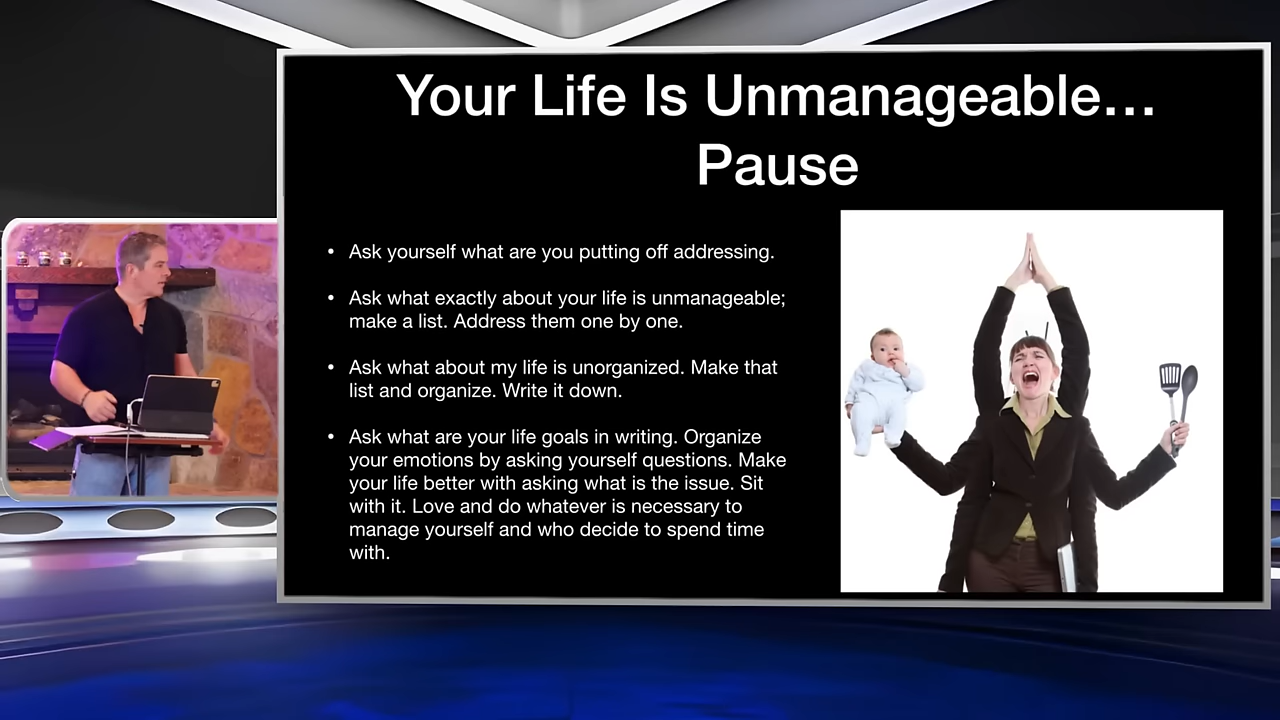 Your Life Is Unmanageable…
Pause
• Ask yourself what are you putting off addressing.
• Ask what exactly about your life is unmanageable;
make a list. Address them one by one.
• Ask what about my life is unorganized. Make that
list and organize. Write it down.
• Ask what are your life goals in writing. Organize
your emotions by asking yourself questions. Make
your life better with asking what is the issue. Sit
with it. Love and do whatever is necessary to
manage yourself and who decide to spend time
with.